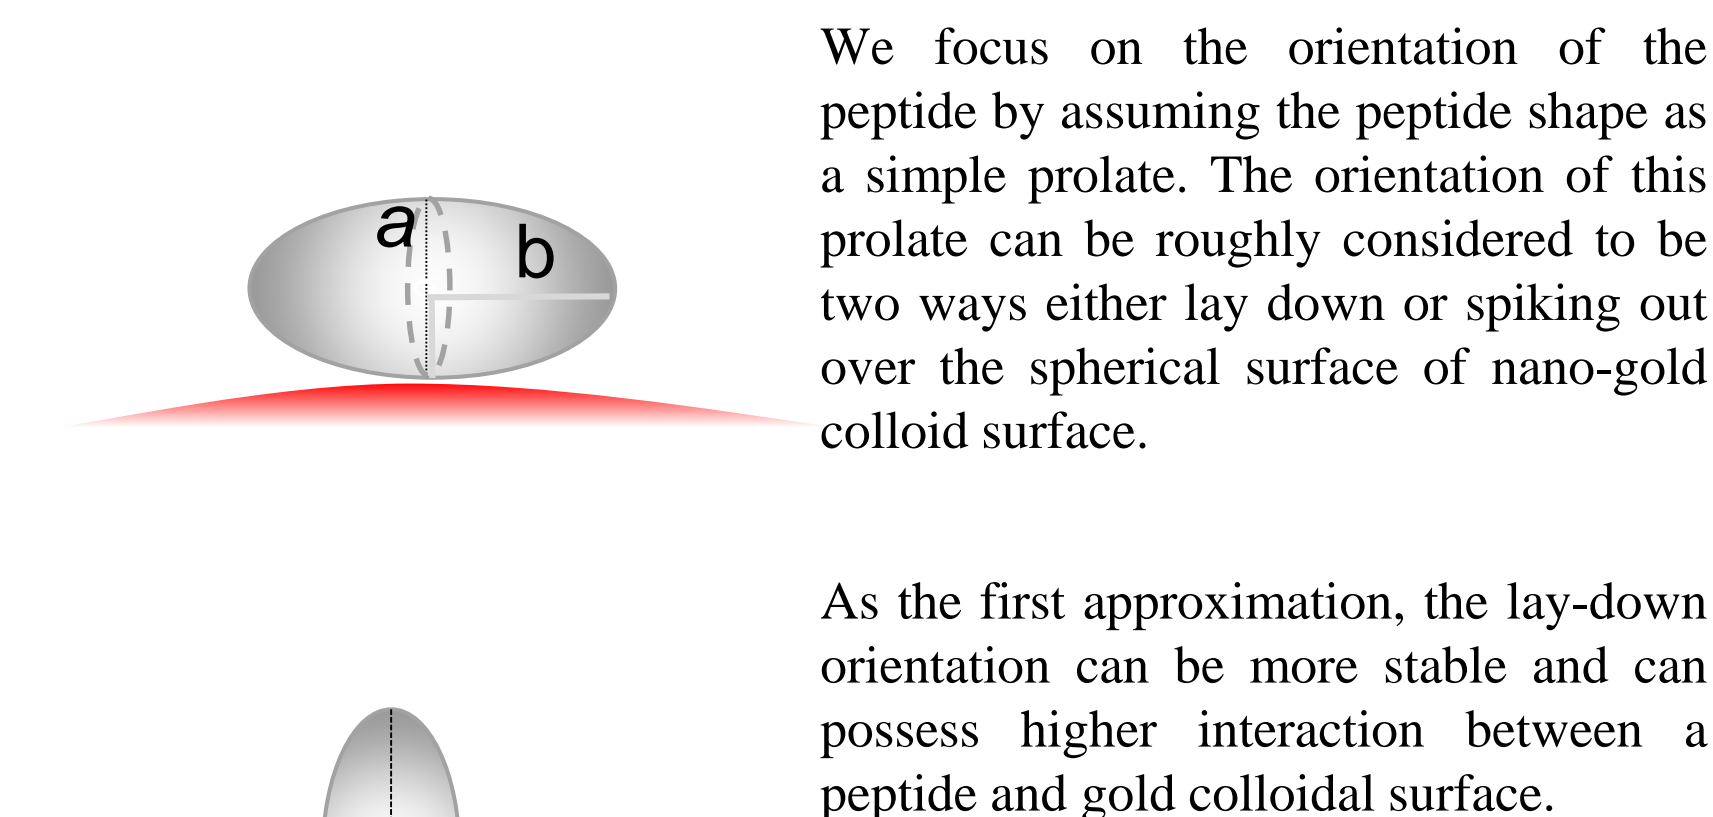 a
b
We focus on the orientation of the
peptide by assuming the peptide shape as
a simple prolate. The orientation of this
prolate can be roughly considered to be
two ways either lay down or spiking out
over the spherical surface of nano-gold
colloid surface.
As the first approximation, the lay-down
orientation can be more stable and can
possess higher interaction between a
peptide and gold colloidal surface.